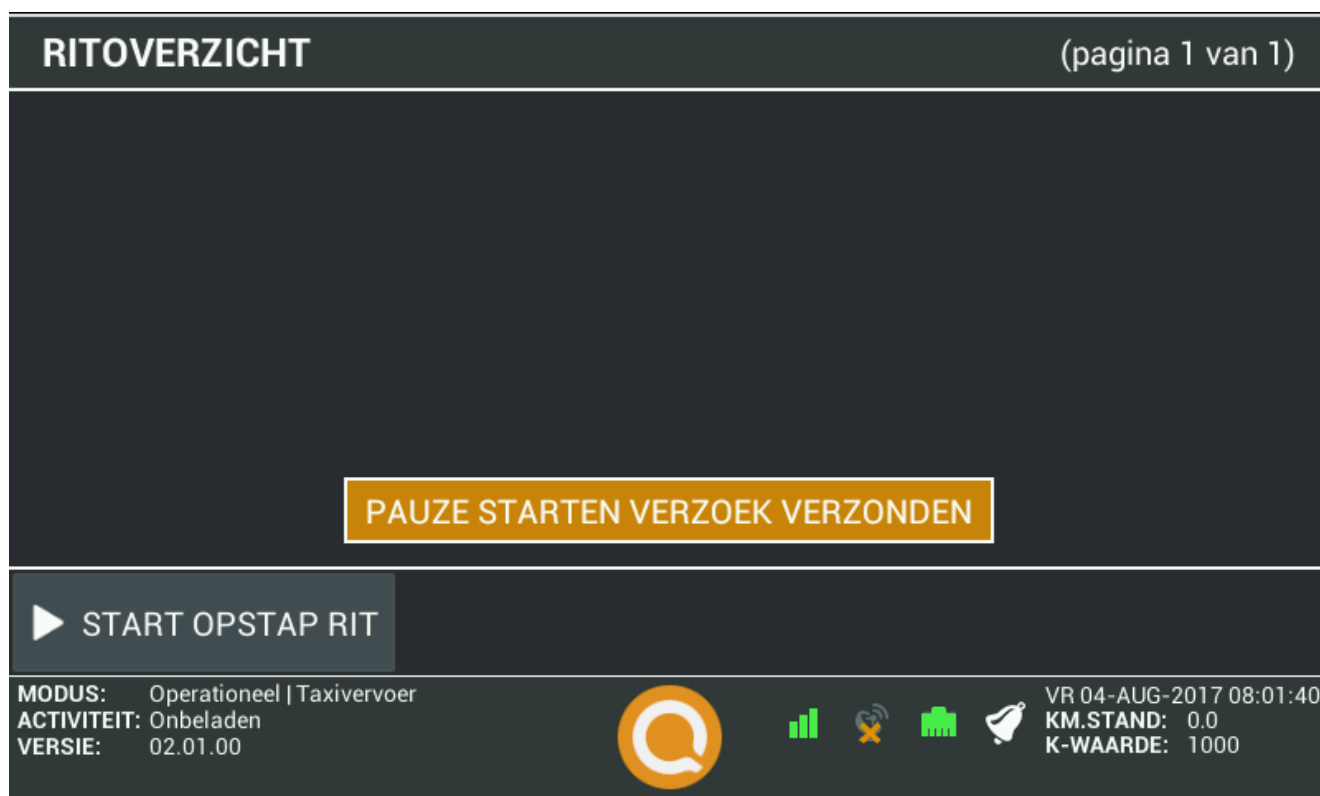 RITOVERZICHT (pagina 1 van 1)
PAUZE STARTEN VERZOEK VERZONDEN
START OPSTAP RIT
MODUS: Operationeel | Taxivervoer
ACTIVITEIT: Onbeladen
VERSIE: 02.01.00
VR 04-AUG-2017 08:01:40
KM.STAND: 0.0
K-WAARDE: 1000